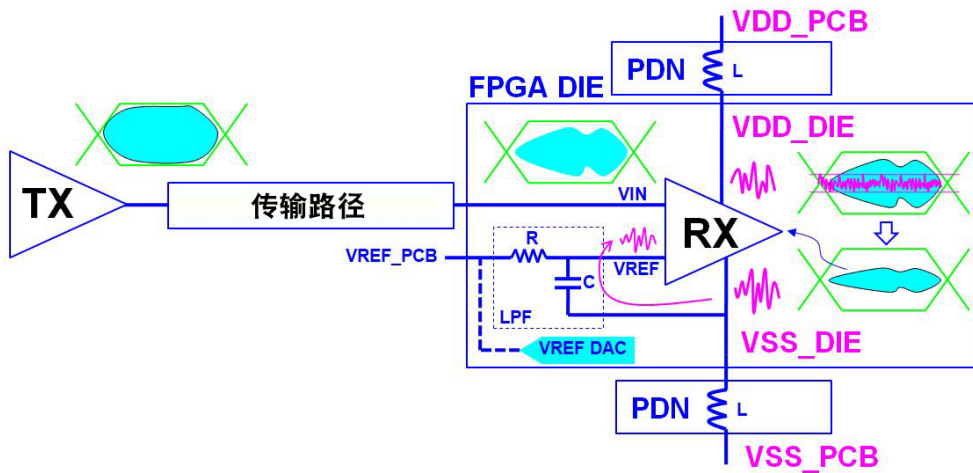 VDD_PCB
PDN
L
FPGA DIE
VDD_DIE
TX
传输路径
VIN
RX
R
VREF_PCB
VREF
C
LPF
VREF DAC
VSS_DIE
PDN
L
VSS_PCB